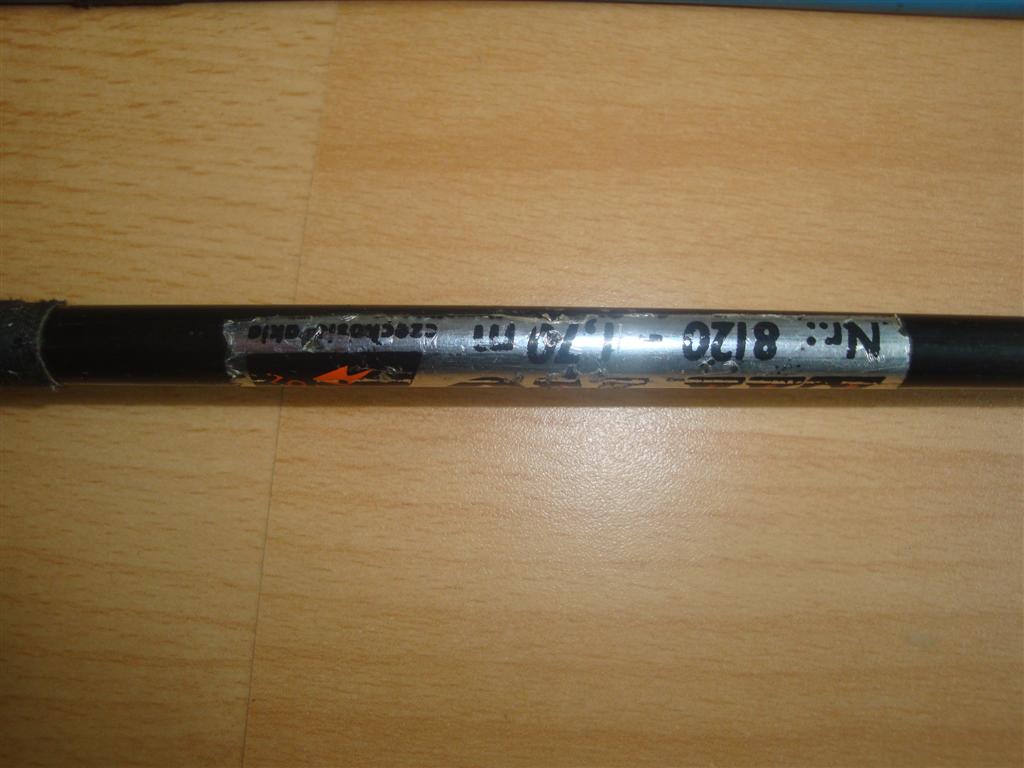 Nr.: 8120 - 1,70 m
czechoslovakia